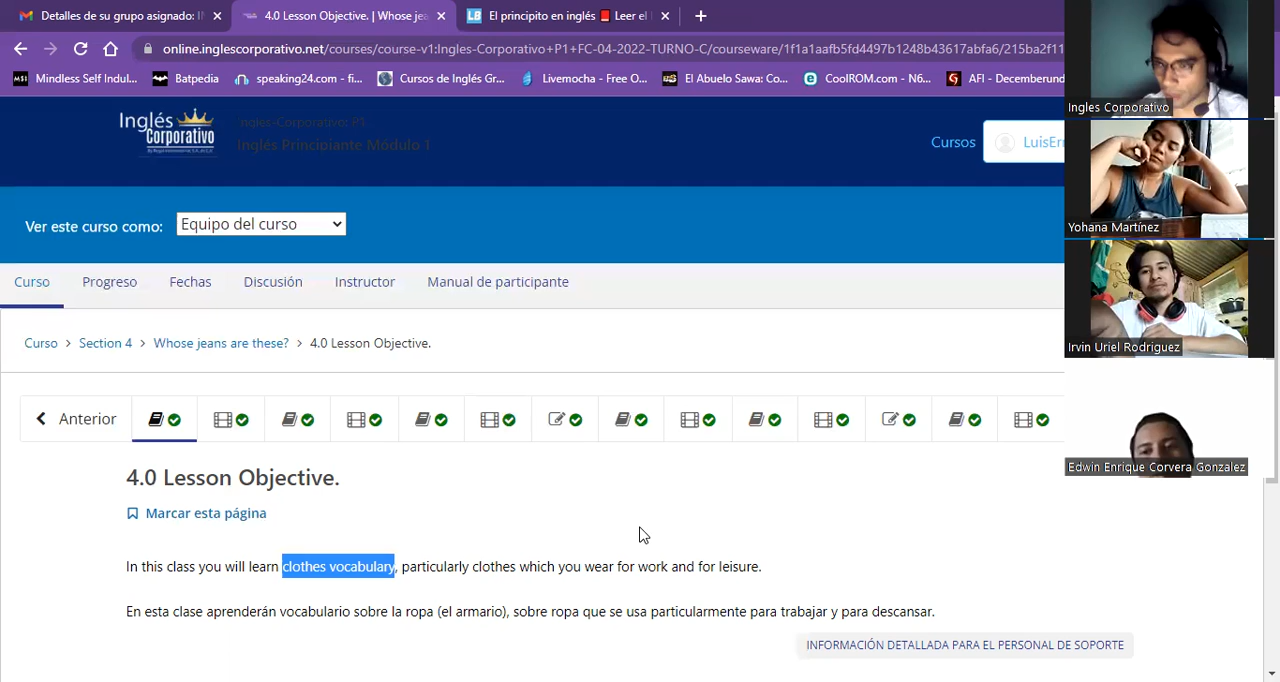 Detalles de su grupo asignado: IN
4.0 Lesson Objective. | Whose jea
El principito en inglés 📕 Leer el
online.inglescorporativo.net/courses/course-v1:Ingles-Corporativo+P1+FC-04-2022-TURNO-C/courseware/1f1a1aafb5fd4497b1248b43617abfa6/215ba2f11
Mindless Self Indul...
Batpedia
speaking24.com - fi...
Cursos de Inglés Gr...
Livemocha - Free O...
El Abuelo Sawa: Co...
CoolROM.com - N6...
AFI - Decemberund
Inglés
Corporativo
Ingles-Corporativo: P1
Inglés Principiante Módulo 1
Cursos
LuisErn
Ver este curso como:
Equipo del curso
Curso
Progreso
Fechas
Discusión
Instructor
Manual de participante
Curso > Section 4 > Whose jeans are these? > 4.0 Lesson Objective.
Anterior
4.0 Lesson Objective.
Marcar esta página
In this class you will learn clothes vocabulary, particularly clothes which you wear for work and for leisure.
En esta clase aprenderán vocabulario sobre la ropa (el armario), sobre ropa que se usa particularmente para trabajar y para descansar.
INFORMACIÓN DETALLADA PARA EL PERSONAL DE SOPORTE
Ingles Corporativo
Yohana Martínez
Irvin Uriel Rodriguez
Edwin Enrique Corvera Gonzalez